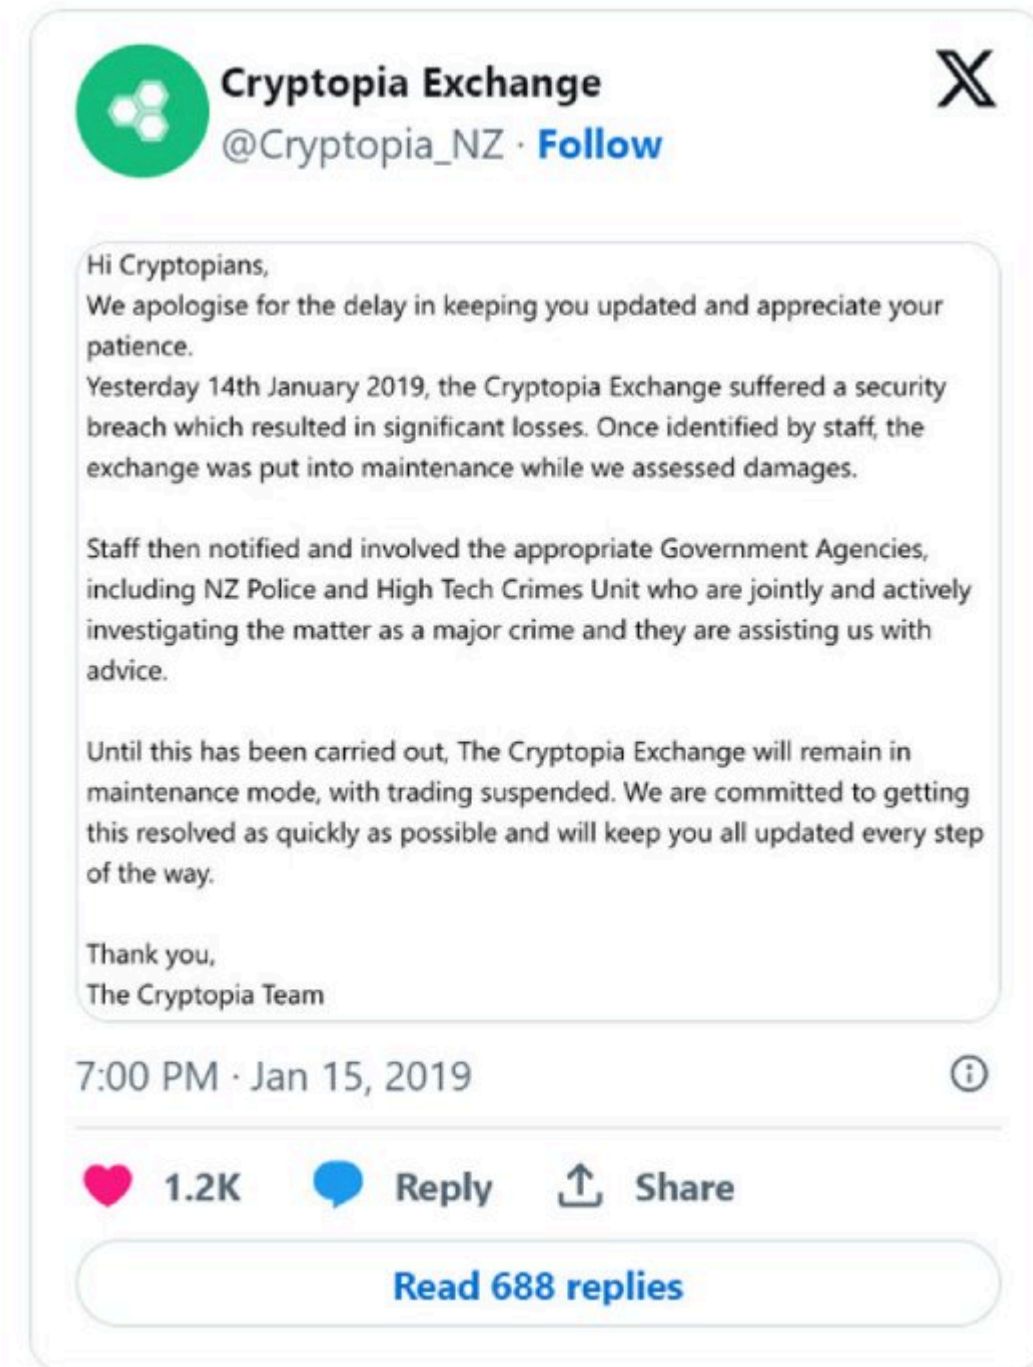 Cryptopia Exchange
@Cryptopia_NZ · Follow
Hi Cryptopians,
We apologise for the delay in keeping you updated and appreciate your
patience.
Yesterday 14th January 2019, the Cryptopia Exchange suffered a security
breach which resulted in significant losses. Once identified by staff, the
exchange was put into maintenance while we assessed damages.
Staff then notified and involved the appropriate Government Agencies,
including NZ Police and High Tech Crimes Unit who are jointly and actively
investigating the matter as a major crime and they are assisting us with
advice.
Until this has been carried out, The Cryptopia Exchange will remain in
maintenance mode, with trading suspended. We are committed to getting
this resolved as quickly as possible and will keep you all updated every step
of the way.
Thank you,
The Cryptopia Team
7:00 PM · Jan 15, 2019
1.2K Reply Share
Read 688 replies